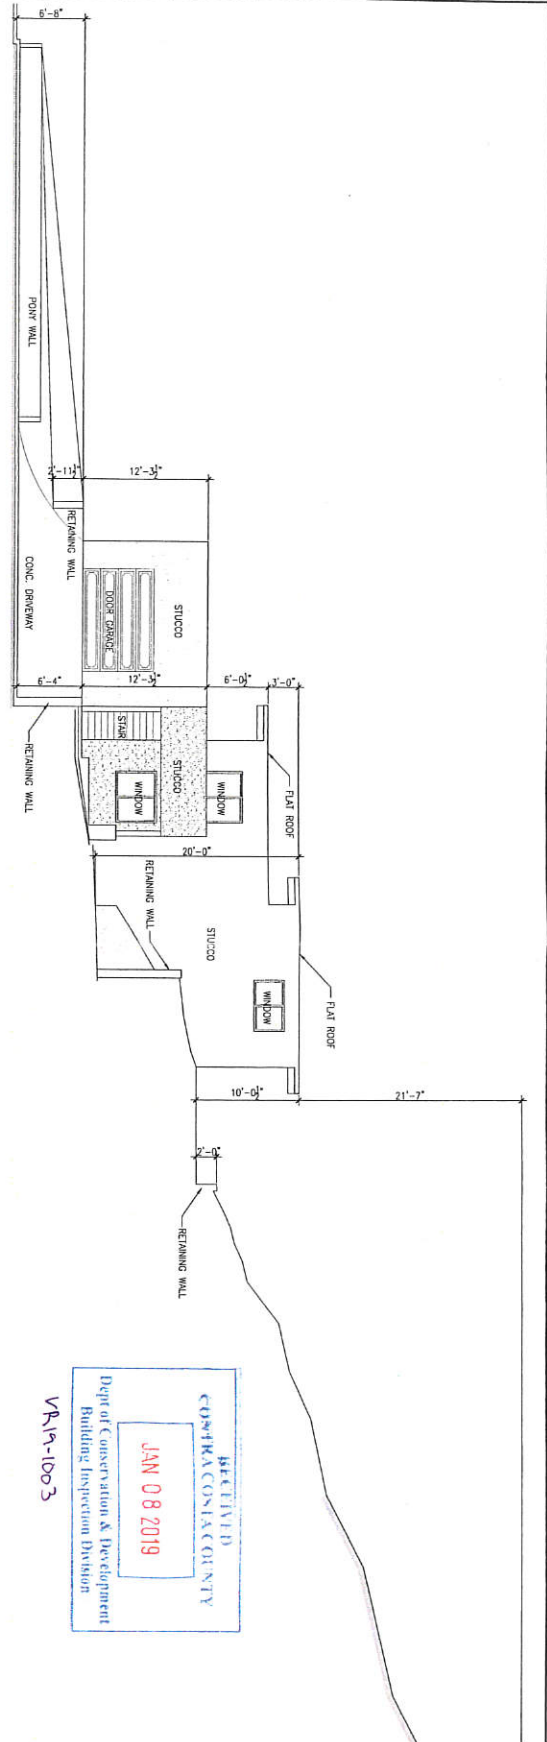 6'-8"
PONY WALL
2'-11½"
12'-3½"
RETAINING WALL
CONC. DRIVEWAY
DOOR GARAGE
STUCCO
6'-4"
12'-3½"
6'-0½"
3'-0"
RETAINING WALL
STAIR
STUCCO
WINDOW
WINDOW
FLAT ROOF
20'-0"
RETAINING WALL
STUCCO
WINDOW
FLAT ROOF
10'-0½"
21'-7"
2'-0"
RETAINING WALL
RECEIVED
CONTRA COSTA COUNTY
JAN 08 2019
Dept of Conservation & Development
Building Inspection Division
VR19-1003